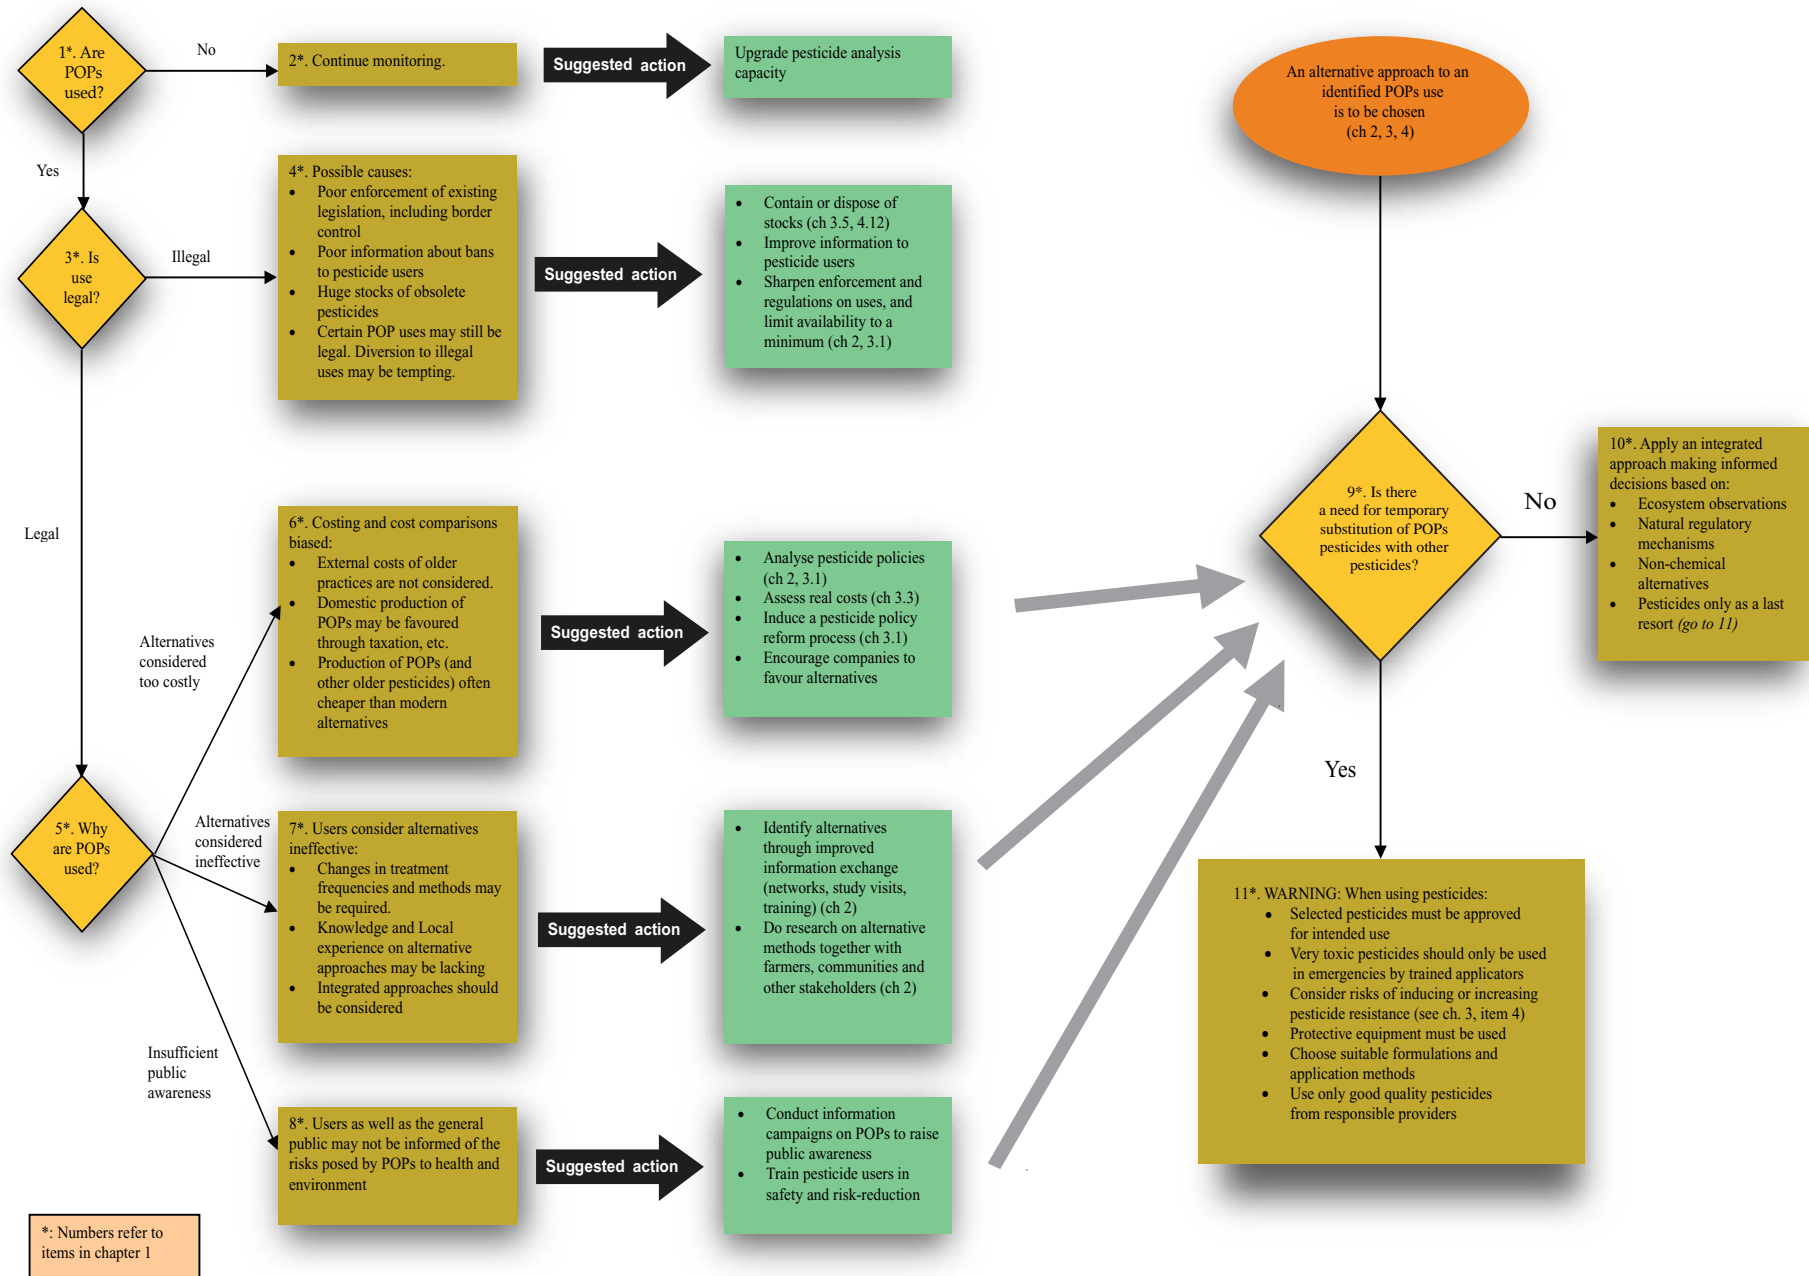 1*. Are
POPs
used?
No
2*. Continue monitoring.
Suggested action
Upgrade pesticide analysis
capacity
Yes
3*. Is
use
legal?
Illegal
4*. Possible causes:
• Poor enforcement of existing
legislation, including border
control
• Poor information about bans
to pesticide users
• Huge stocks of obsolete
pesticides
• Certain POP uses may still be
legal. Diversion to illegal
uses may be tempting.
Suggested action
• Contain or dispose of
stocks (ch 3.5, 4.12)
• Improve information to
pesticide users
• Sharpen enforcement and
regulations on uses, and
limit availability to a
minimum (ch 2, 3.1)
Legal
5*. Why
are POPs
used?
Alternatives
considered
too costly
6*. Costing and cost comparisons
biased:
• External costs of older
practices are not considered.
• Domestic production of
POPs may be favoured
through taxation, etc.
• Production of POPs (and
other older pesticides) often
cheaper than modern
alternatives
Suggested action
• Analyse pesticide policies
(ch 2, 3.1)
• Assess real costs (ch 3.3)
• Induce a pesticide policy
reform process (ch 3.1)
• Encourage companies to
favour alternatives
Alternatives
considered
ineffective
7*. Users consider alternatives
ineffective:
• Changes in treatment
frequencies and methods may
be required.
• Knowledge and Local
experience on alternative
approaches may be lacking
• Integrated approaches should
be considered
Suggested action
• Identify alternatives
through improved
information exchange
(networks, study visits,
training) (ch 2)
• Do research on alternative
methods together with
farmers, communities and
other stakeholders (ch 2)
Insufficient
public
awareness
8*. Users as well as the general
public may not be informed of the
risks posed by POPs to health and
environment
Suggested action
• Conduct information
campaigns on POPs to raise
public awareness
• Train pesticide users in
safety and risk-reduction
*: Numbers refer to
items in chapter 1
An alternative approach to an
identified POPs use
is to be chosen
(ch 2, 3, 4)
9*. Is there
a need for temporary
substitution of POPs
pesticides with other
pesticides?
No
10*. Apply an integrated
approach making informed
decisions based on:
• Ecosystem observations
• Natural regulatory
mechanisms
• Non-chemical
alternatives
• Pesticides only as a last
resort (go to 11)
Yes
11*. WARNING: When using pesticides:
• Selected pesticides must be approved
for intended use
• Very toxic pesticides should only be used
in emergencies by trained applicators
• Consider risks of inducing or increasing
pesticide resistance (see ch. 3, item 4)
• Protective equipment must be used
• Choose suitable formulations and
application methods
• Use only good quality pesticides
from responsible providers